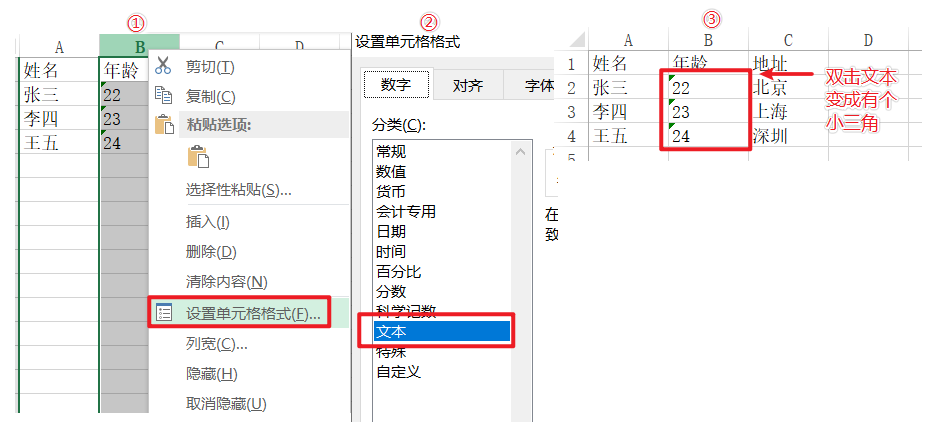 ①
A B C D
姓名 年龄
张三 22
李四 23
王五 24
剪切(T)
复制(C)
粘贴选项:
选择性粘贴(S)...
插入(I)
删除(D)
清除内容(N)
设置单元格格式(F)...
列宽(C)...
隐藏(H)
取消隐藏(U)
②
设置单元格格式
数字 对齐 字体
分类(C):
常规
数值
货币
会计专用
日期
时间
百分比
分数
科学记数
文本
特殊
自定义
在
致
③
A B C D
1 姓名 年龄 地址
2 张三 22 北京
3 李四 23 上海
4 王五 24 深圳
5
双击文本
变成有个
小三角